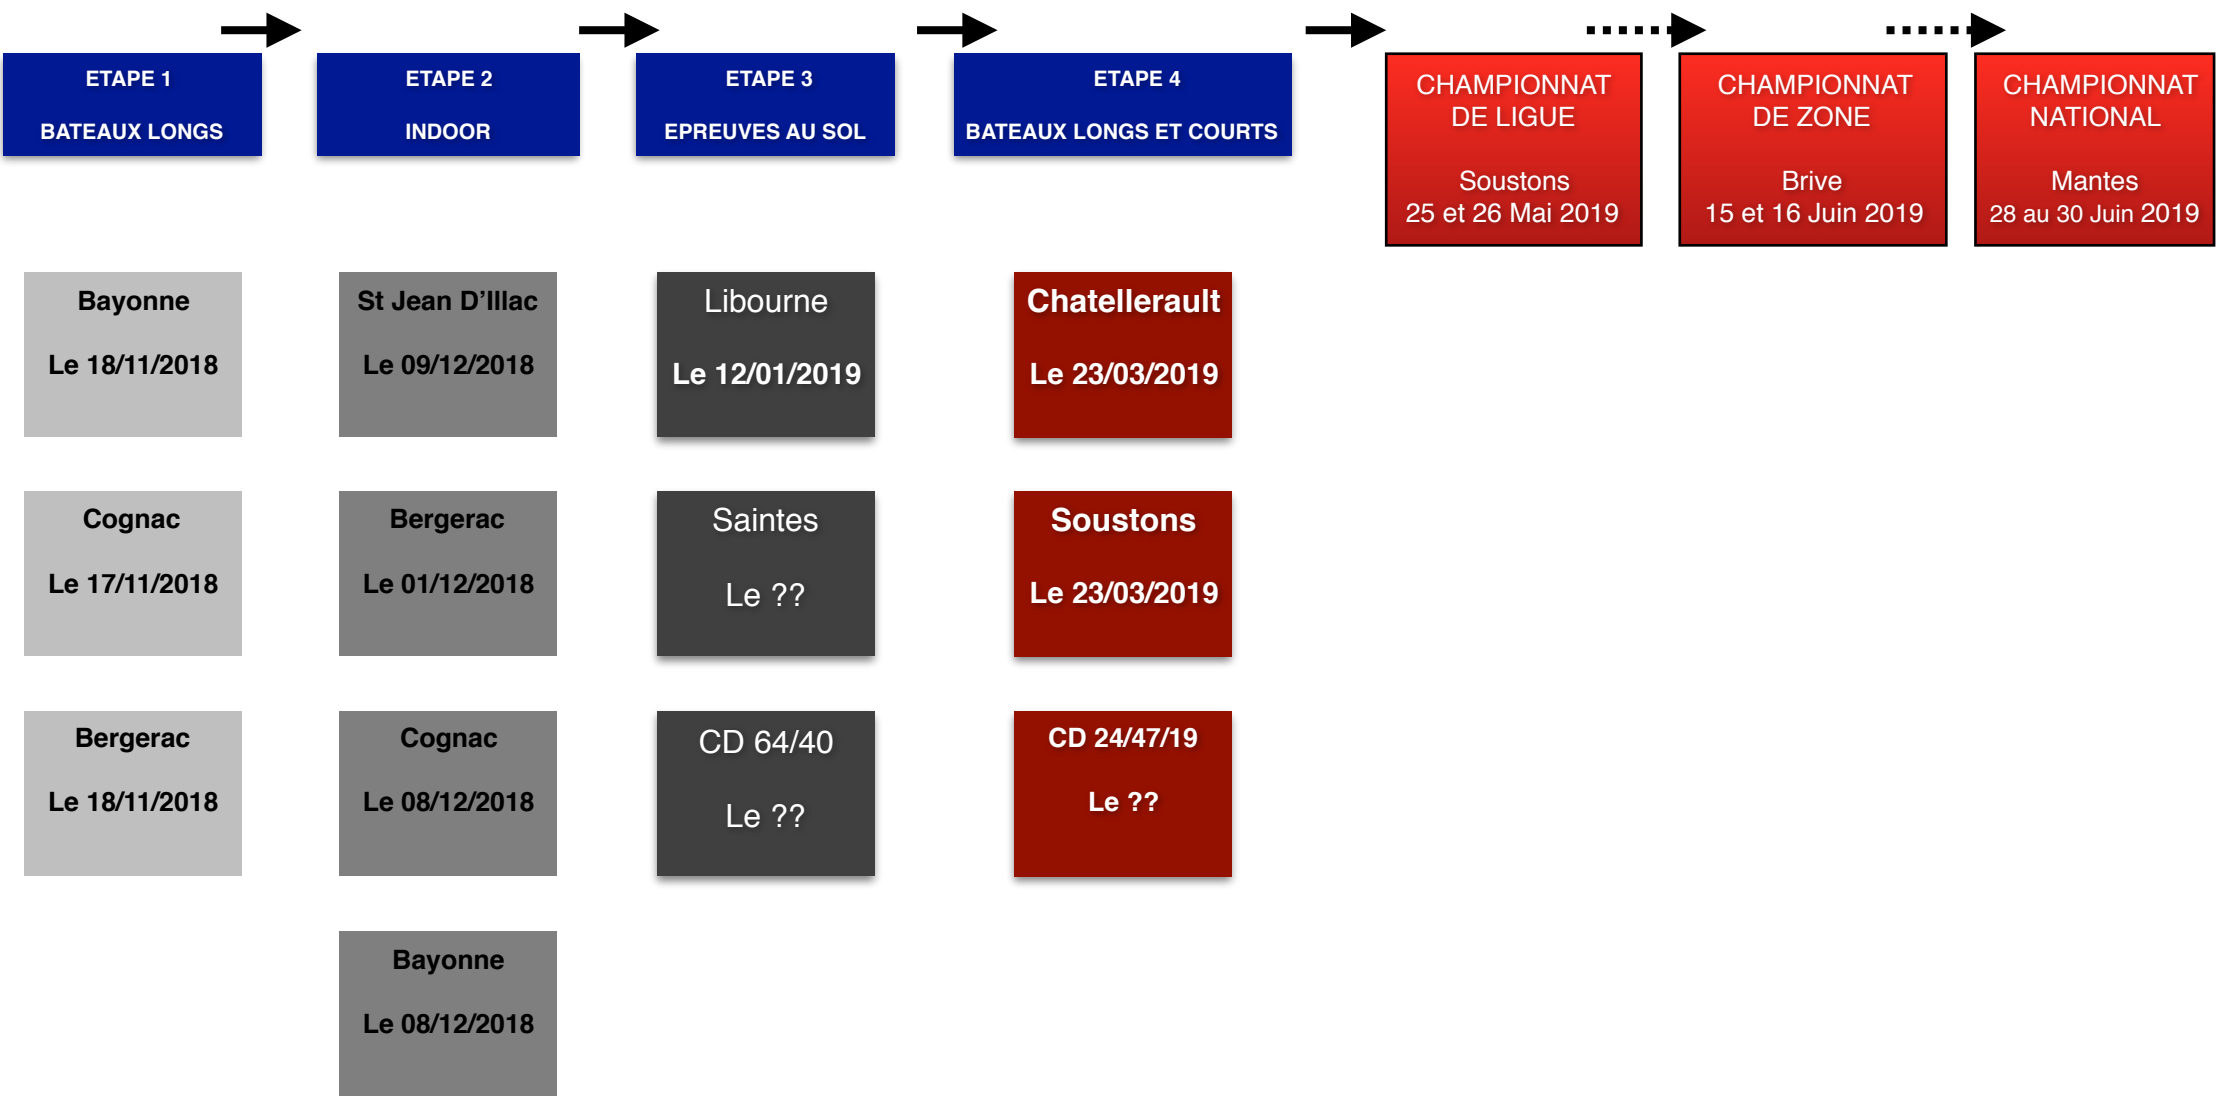 ETAPE 1
BATEAUX LONGS
ETAPE 2
INDOOR
ETAPE 3
EPREUVES AU SOL
ETAPE 4
BATEAUX LONGS ET COURTS
CHAMPIONNAT
DE LIGUE
Soustons
25 et 26 Mai 2019
CHAMPIONNAT
DE ZONE
Brive
15 et 16 Juin 2019
CHAMPIONNAT
NATIONAL
Mantes
28 au 30 Juin 2019
Bayonne
Le 18/11/2018
St Jean D’Illac
Le 09/12/2018
Libourne
Le 12/01/2019
Chatellerault
Le 23/03/2019
Cognac
Le 17/11/2018
Bergerac
Le 01/12/2018
Saintes
Le ??
Soustons
Le 23/03/2019
Bergerac
Le 18/11/2018
Cognac
Le 08/12/2018
CD 64/40
Le ??
CD 24/47/19
Le ??
Bayonne
Le 08/12/2018